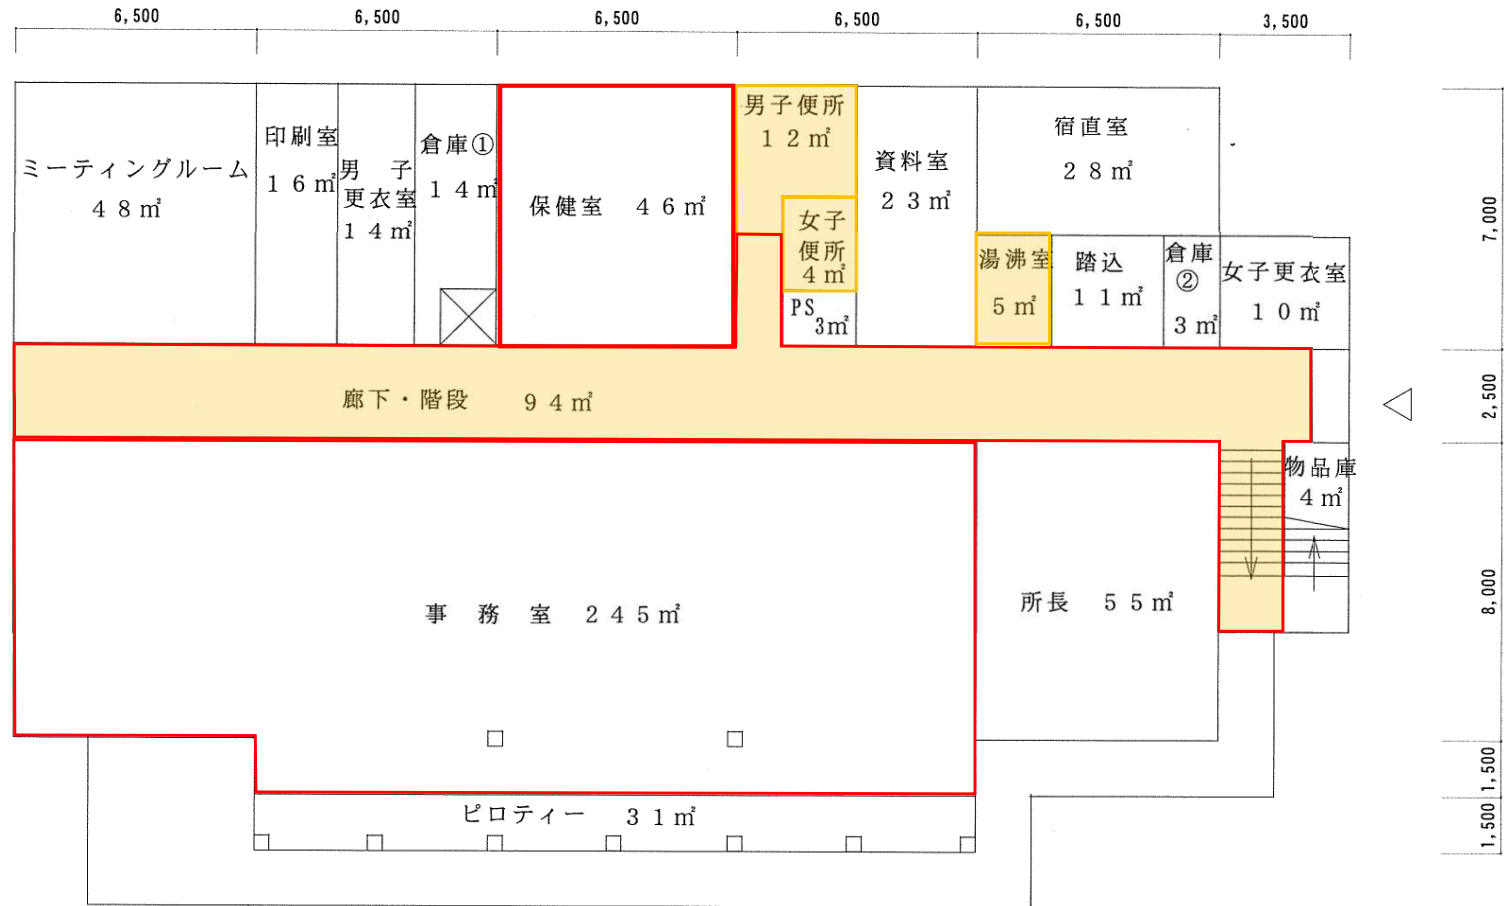 6,500 6,500 6,500 6,500 6,500 3,500
ミーティングルーム
48㎡
印刷室
16㎡
男子
更衣室
14㎡
倉庫①
14㎡
保健室 46㎡
男子便所
12㎡
女子
便所
4㎡
PS
3㎡
資料室
23㎡
宿直室
28㎡
湯沸室
5㎡
踏込
11㎡
倉庫
②
3㎡
女子更衣室
10㎡
7,000
廊下・階段 94㎡
2,500
事務室 245㎡
所長 55㎡
物品庫
4㎡
8,000
ピロティー 31㎡
1,500
1,500